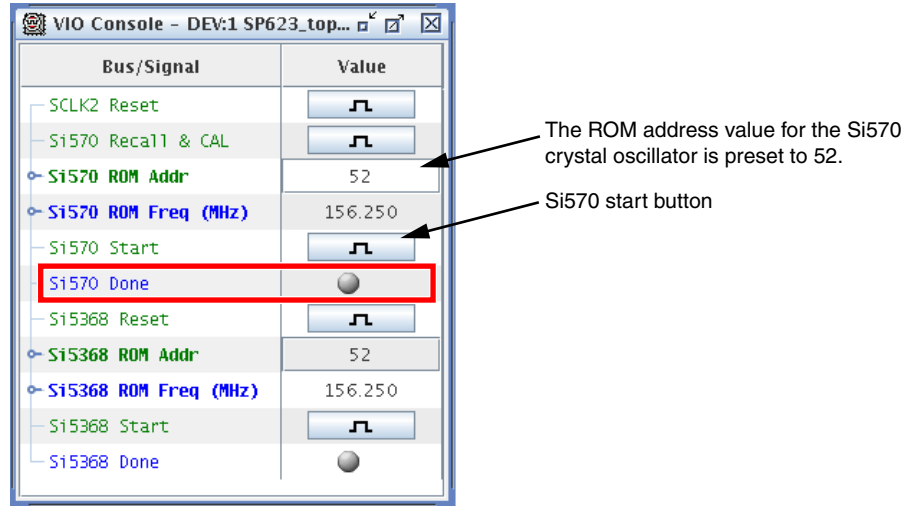 VIO Console – DEV:1 SP623_top...
Bus/Signal Value
SCLK2 Reset
Si570 Recall & CAL
Si570 ROM Addr 52
Si570 ROM Freq (MHz) 156.250
Si570 Start
Si570 Done
Si5368 Reset
Si5368 ROM Addr 52
Si5368 ROM Freq (MHz) 156.250
Si5368 Start
Si5368 Done
The ROM address value for the Si570
crystal oscillator is preset to 52.
Si570 start button